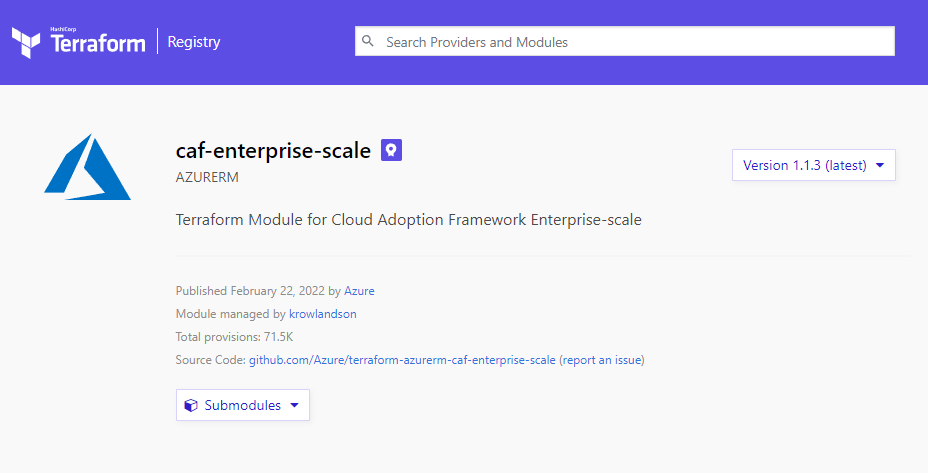 HashiCorp
Terraform
Registry
Search Providers and Modules
caf-enterprise-scale
AZURERM
Version 1.1.3 (latest)
Terraform Module for Cloud Adoption Framework Enterprise-scale
Published February 22, 2022 by Azure
Module managed by krowlandson
Total provisions: 71.5K
Source Code: github.com/Azure/terraform-azurerm-caf-enterprise-scale (report an issue)
Submodules